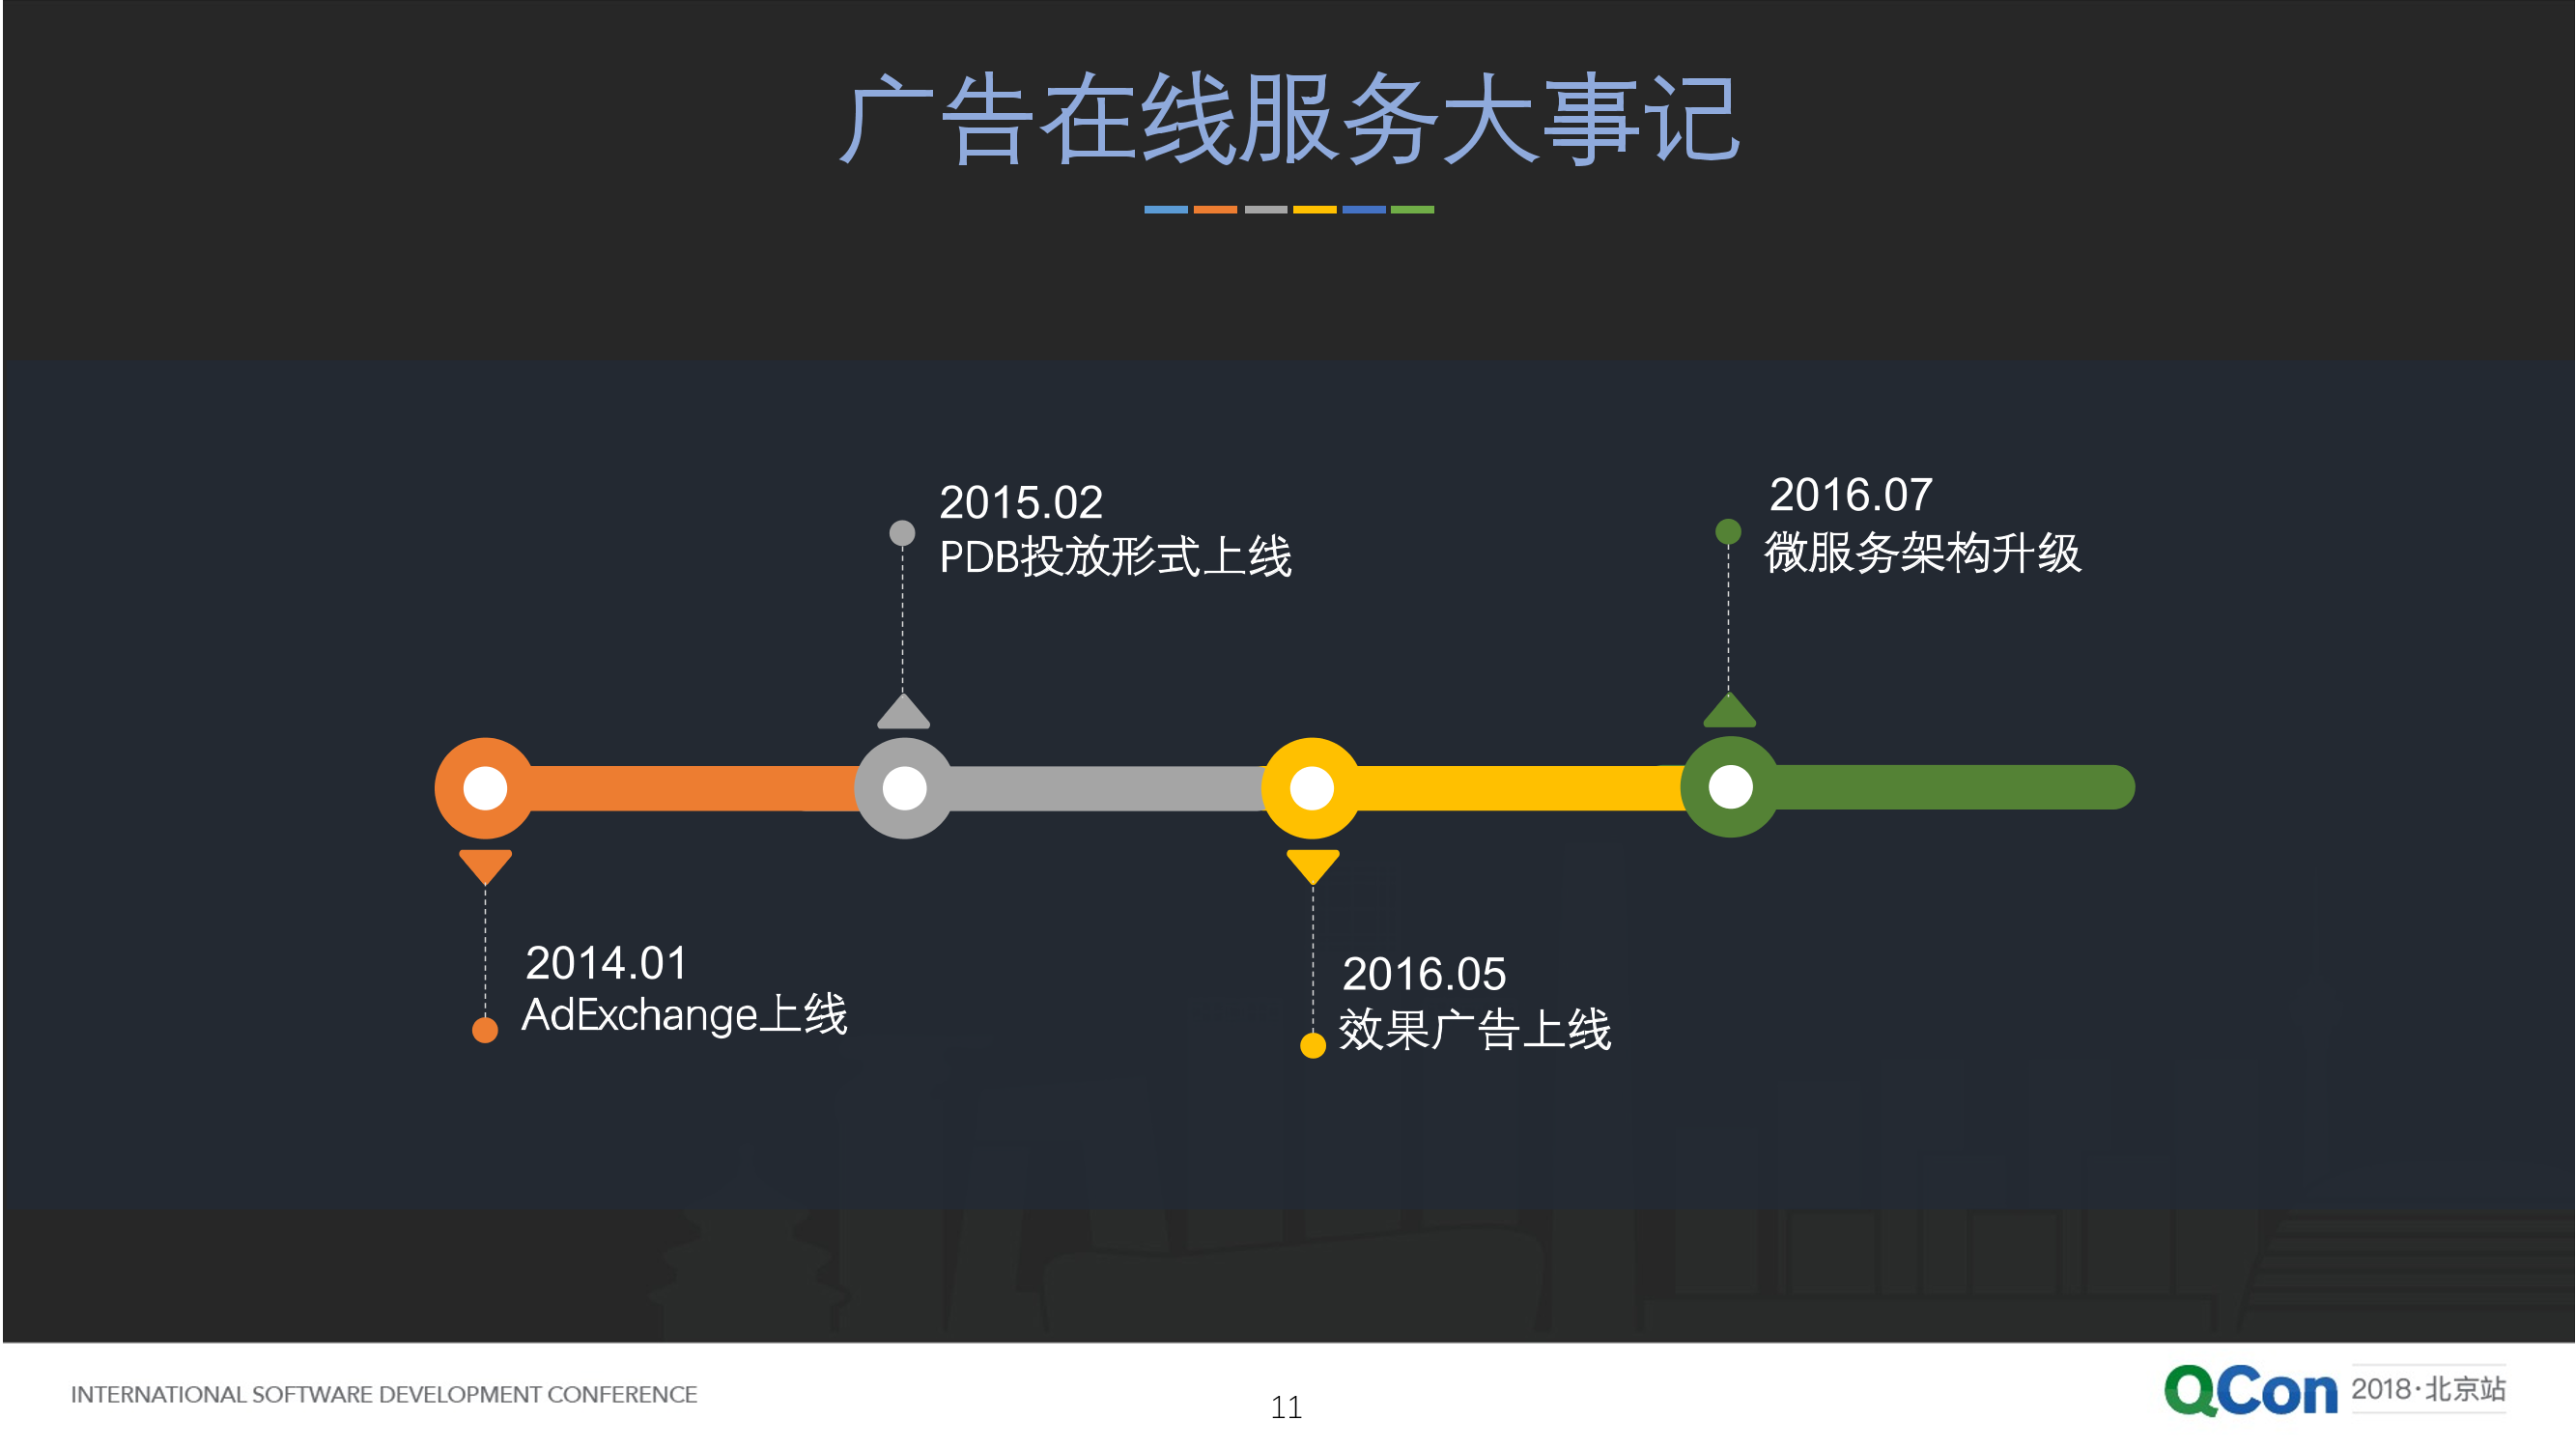 广告在线服务大事记
2015.02
PDB投放形式上线
2016.07
微服务架构升级
2014.01
AdExchange上线
2016.05
效果广告上线
INTERNATIONAL SOFTWARE DEVELOPMENT CONFERENCE
11
QCon 2018·北京站